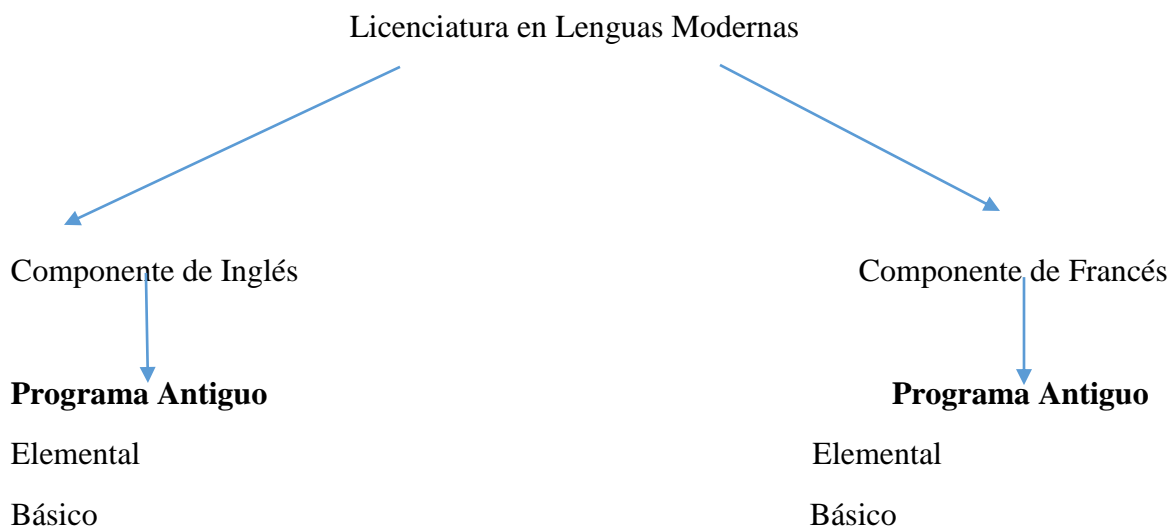 Licenciatura en Lenguas Modernas
Componente de Inglés Componente de Francés
Programa Antiguo Programa Antiguo
Elemental Elemental
Básico Básico